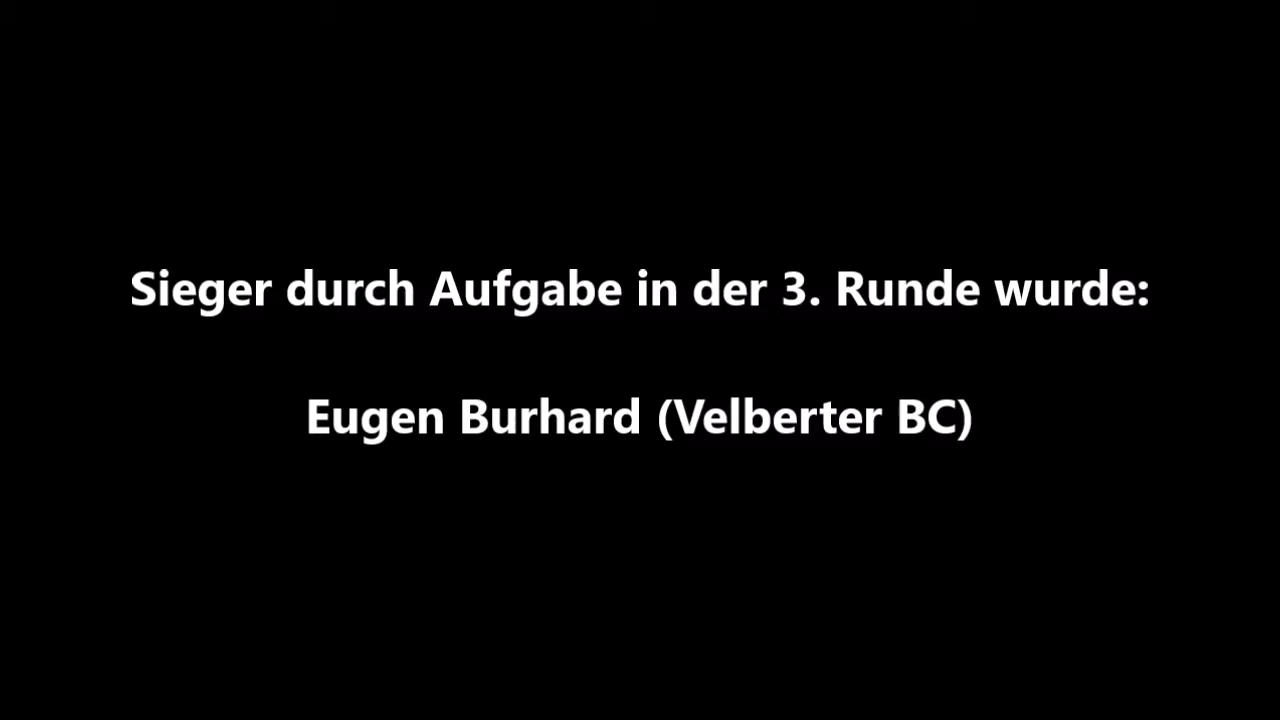 Sieger durch Aufgabe in der 3. Runde wurde:
Eugen Burhard (Velberter BC)